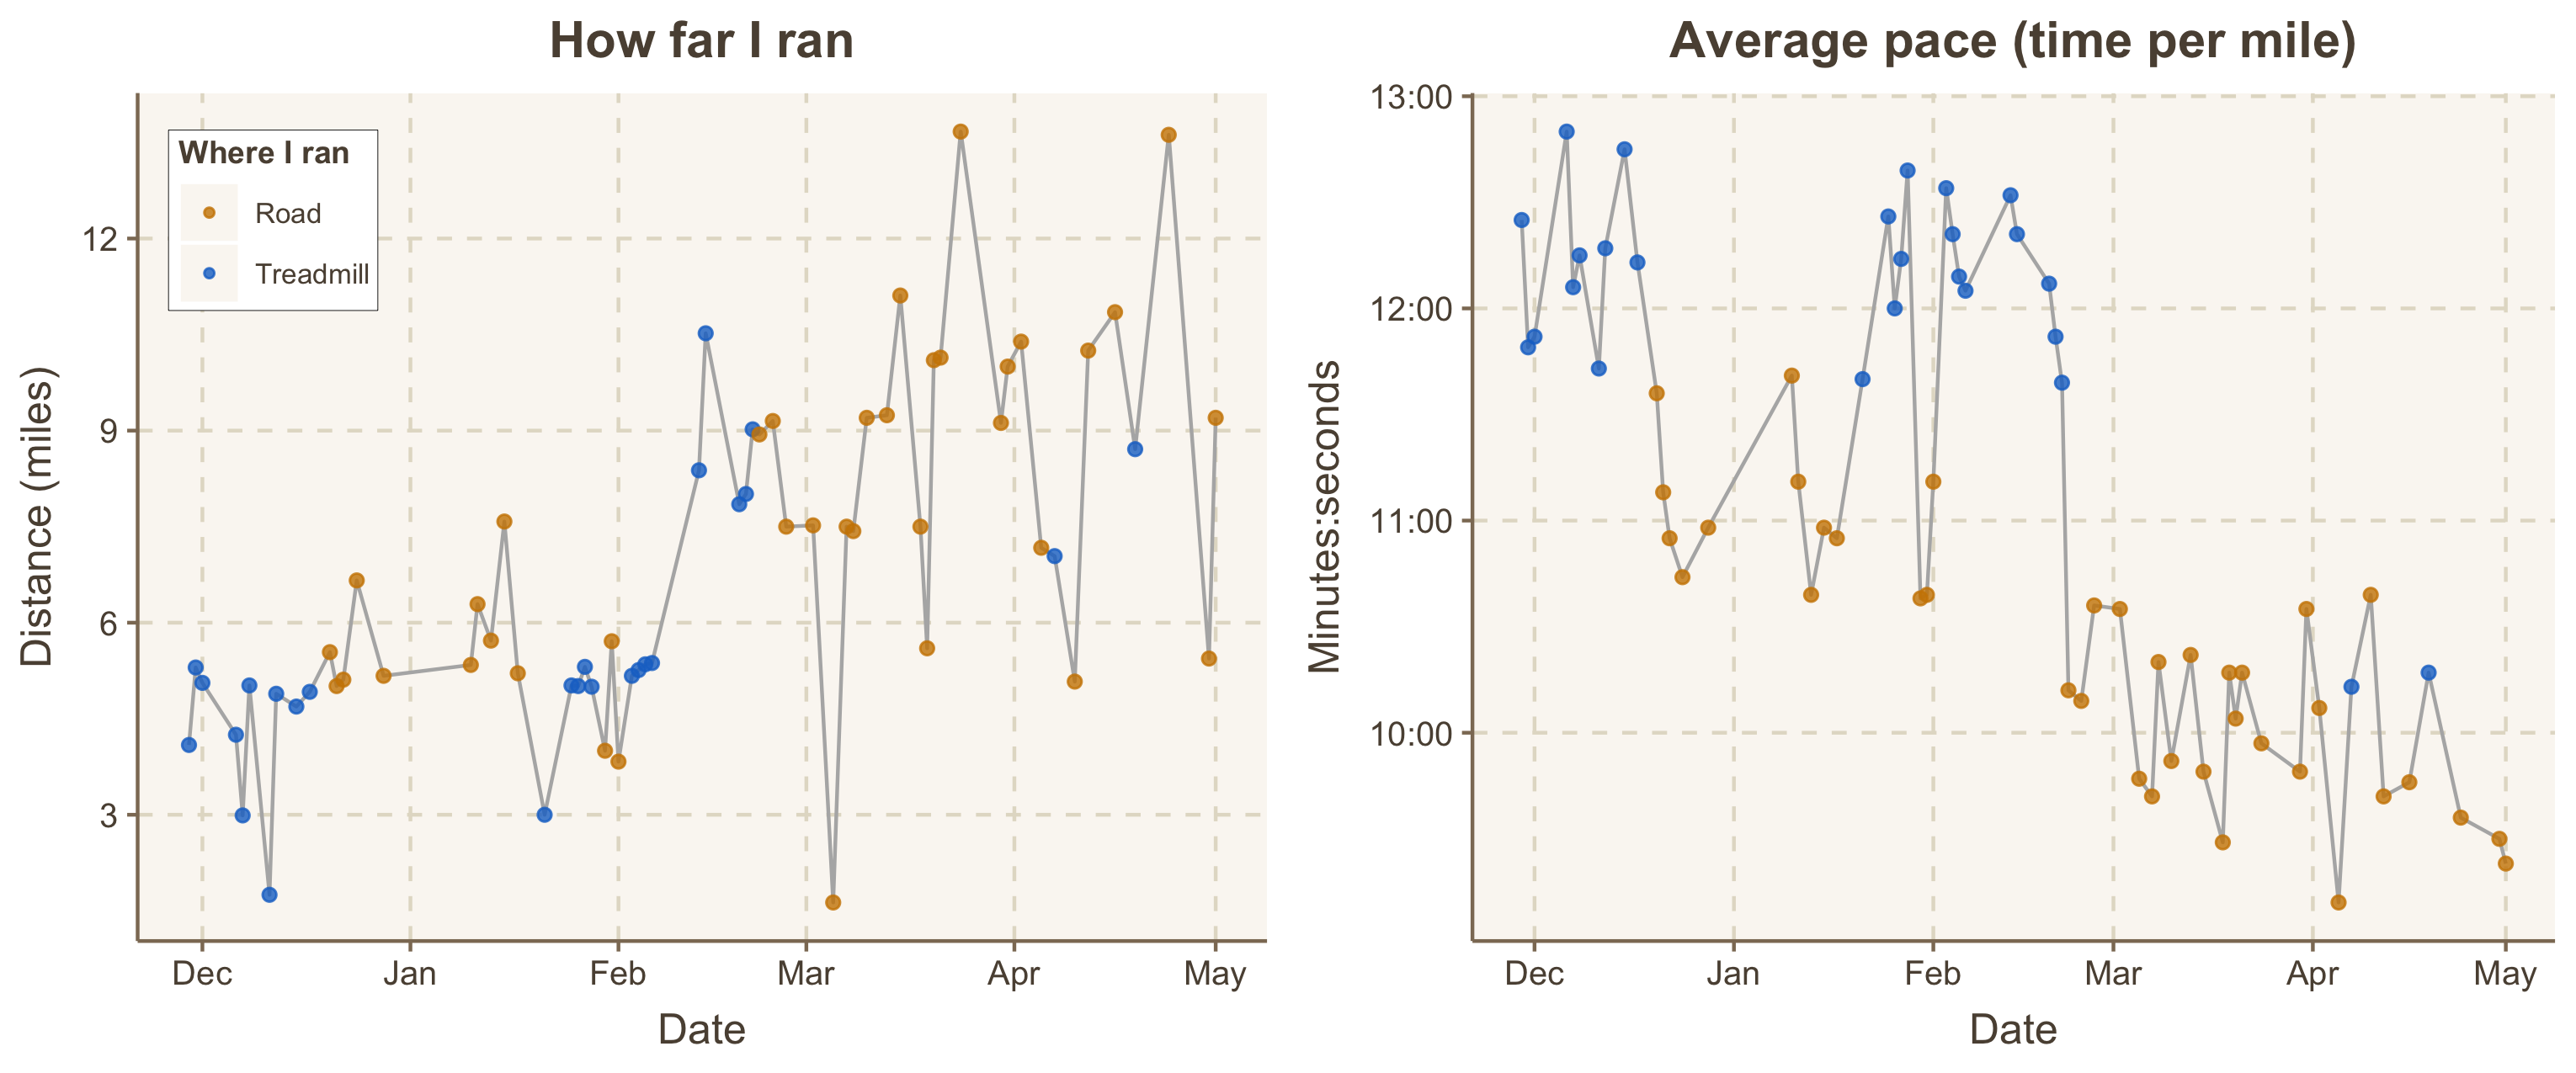 How far I ran
Where I ran
Road
Treadmill
12
9
6
3
Distance (miles)
Dec Jan Feb Mar Apr May
Date
Average pace (time per mile)
13:00
12:00
11:00
10:00
Minutes:seconds
Dec Jan Feb Mar Apr May
Date